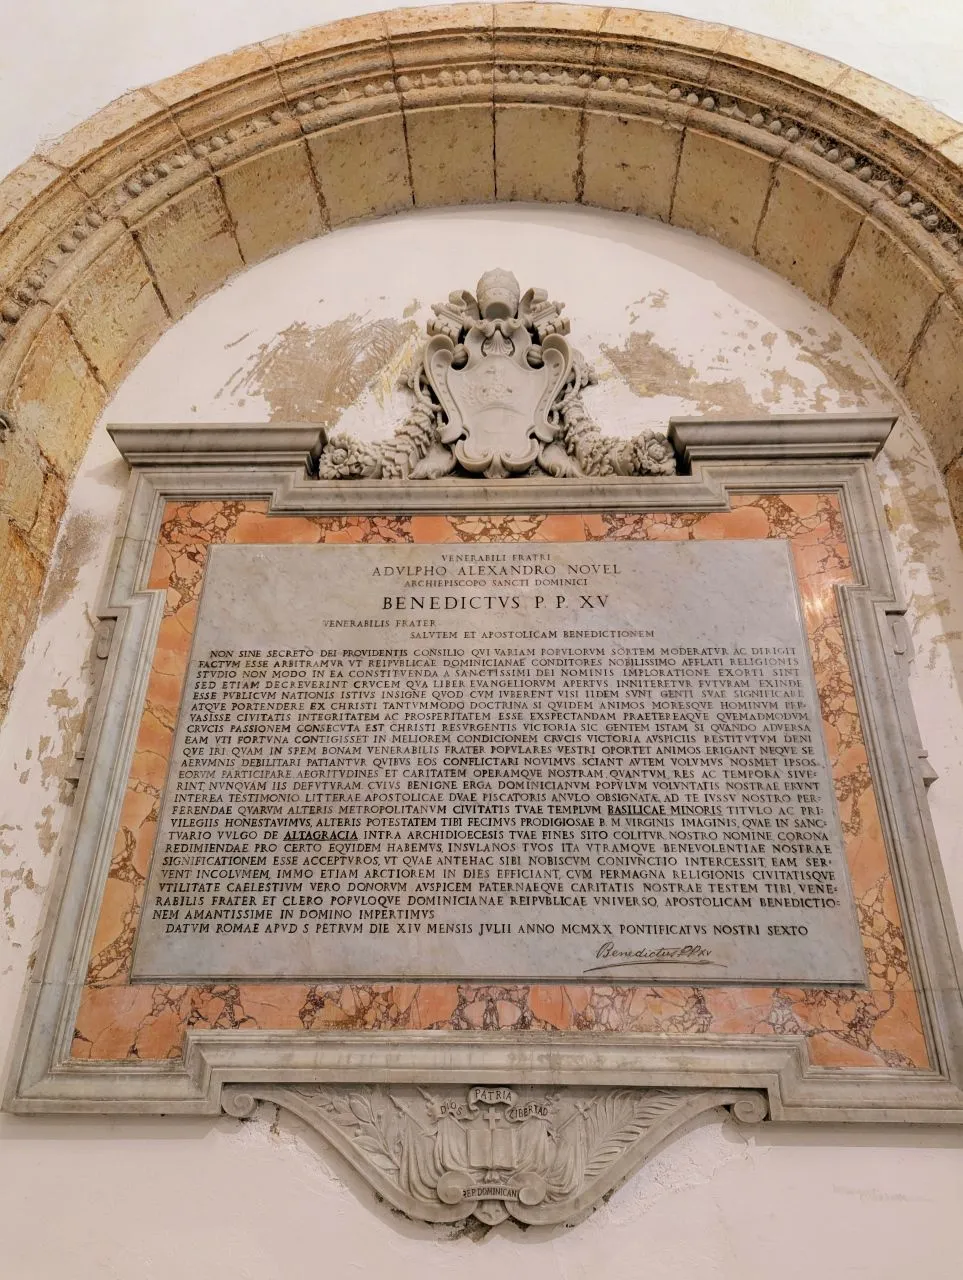 VENERABILI FRATRI
ADVLPHO ALEXANDRO NOVEL
ARCHIEPISCOPO SANCTI DOMINICI
BENEDICTVS P. P. XV
VENERABILIS FRATER
SALVTEM ET APOSTOLICAM BENEDICTIONEM
NON SINE SECRETO DEI PROVIDENTIS CONSILIO QVI VARIAM POPVLORVM SORTEM MODERATVR AC DIRIGIT
FACTVM ESSE ARBITRAMVR VT REIPVBLICAE DOMINICIANAE CONDITORES NOBILISSIMO AFFLATI RELIGIONIS
STVDIO NON MODO IN EA CONSTITVENDA A SANCTISSIMI DEI NOMINIS IMPLORATIONE EXORTI SINT
SED ETIAM DECREVERINT CRVCEM QVA LIBER EVANGELIORVM APERTVS INNITERETVR FVTVRAM EXINDE
ESSE PVBLICVM NATIONIS ISTIVS INSIGNE QVOD CVM IVBERENT VISI IIDEM SVNT GENTI SVAE SIGNIFICARE
ATQVE PORTENDERE EX CHRISTI TANTVMMODO DOCTRINA SI QVIDEM ANIMOS MORESQVE HOMINVM PER-
VASISSE CIVITATIS INTEGRITATEM AC PROSPERITATEM ESSE EXSPECTANDAM PRAETEREAQVE QVEMADMODVM
CRVCIS PASSIONEM CONSECVTA EST CHRISTI RESVRGENTIS VICTORIA SIC GENTEM ISTAM SI QVANDO ADVERSA
EAM VTI FORTVNA CONTIGISSET IN MELIOREM CONDICIONEM CRVCIS VICTORIA AVSPICIIS RESTITVTVM DENI
QVE IRI. QVAM IN SPEM BONAM VENERABILIS FRATER POPVLARES VESTRI OPORTET ANIMOS ERIGANT NEQVE SE
AERVMNIS DEBILITARI PATIANTVR QVIBVS EOS CONFLICTARI NOVIMVS SCIANT AVTEM VOLVMVS NOSMET IPSOS
EORVM PARTICIPARE AEGRITVDINES ET CARITATEM OPERAMQVE NOSTRAM, QVANTVM, RES AC TEMPORA SIVE-
RINT, NVNQVAM IIS DEFVTVRAM. CVIVS BENIGNE ERGA DOMINICIANVM POPVLVM VOLVNTATIS NOSTRAE ERVNT
INTEREA TESTIMONIO LITTERAE APOSTOLICAE DVAE PISCATORIS ANVLO OBSIGNATÆ, AD TE IVSSV NOSTRO PER-
FERENDAE QVARVM ALTERIS METROPOLITANVM CIVITATIS TVAE TEMPLVM BASILICAE MINORIS TITVLO AC PRI-
VILEGIIS HONESTAVIMVS, ALTERIS POTESTATEM TIBI FECIMVS PRODIGIOSAE B. M. VIRGINIS IMAGINIS, QVAE IN SANC-
TVARIO VVLGO DE ALTAGRACIA INTRA ARCHIDIOECESIS TVAE FINES SITO COLITVR, NOSTRO NOMINE, CORONA
REDIMIENDAE PRO CERTO EQVIDEM HABEMVS, INSVLANOS TVOS ITA VTRAMQVE BENEVOLENTIAE NOSTRAE
SIGNIFICATIONEM ESSE ACCEPTVROS, VT QVAE ANTEHAC SIBI NOBISCVM CONIVNCTIO INTERCESSIT, EAM SER-
VENT INCOLVMEM, IMMO ETIAM ARCTIOREM IN DIES EFFICIANT, CVM PERMAGNA RELIGIONIS CIVITATISQVE
VTILITATE CAELESTIVM VERO DONORVM AVSPICEM PATERNAEQVE CARITATIS NOSTRAE TESTEM TIBI, VENE-
RABILIS FRATER ET CLERO POPVLOQVE DOMINICIANAE REIPVBLICAE VNIVERSO, APOSTOLICAM BENEDICTIO-
NEM AMANTISSIME IN DOMINO IMPERTIMVS
DATVM ROMAE APVD S PETRVM DIE XIV MENSIS JVLII ANNO MCMXX PONTIFICATVS NOSTRI SEXTO
Benedictus P.P. XV
DIOS PATRIA LIBERTAD
REP. DOMINICANA